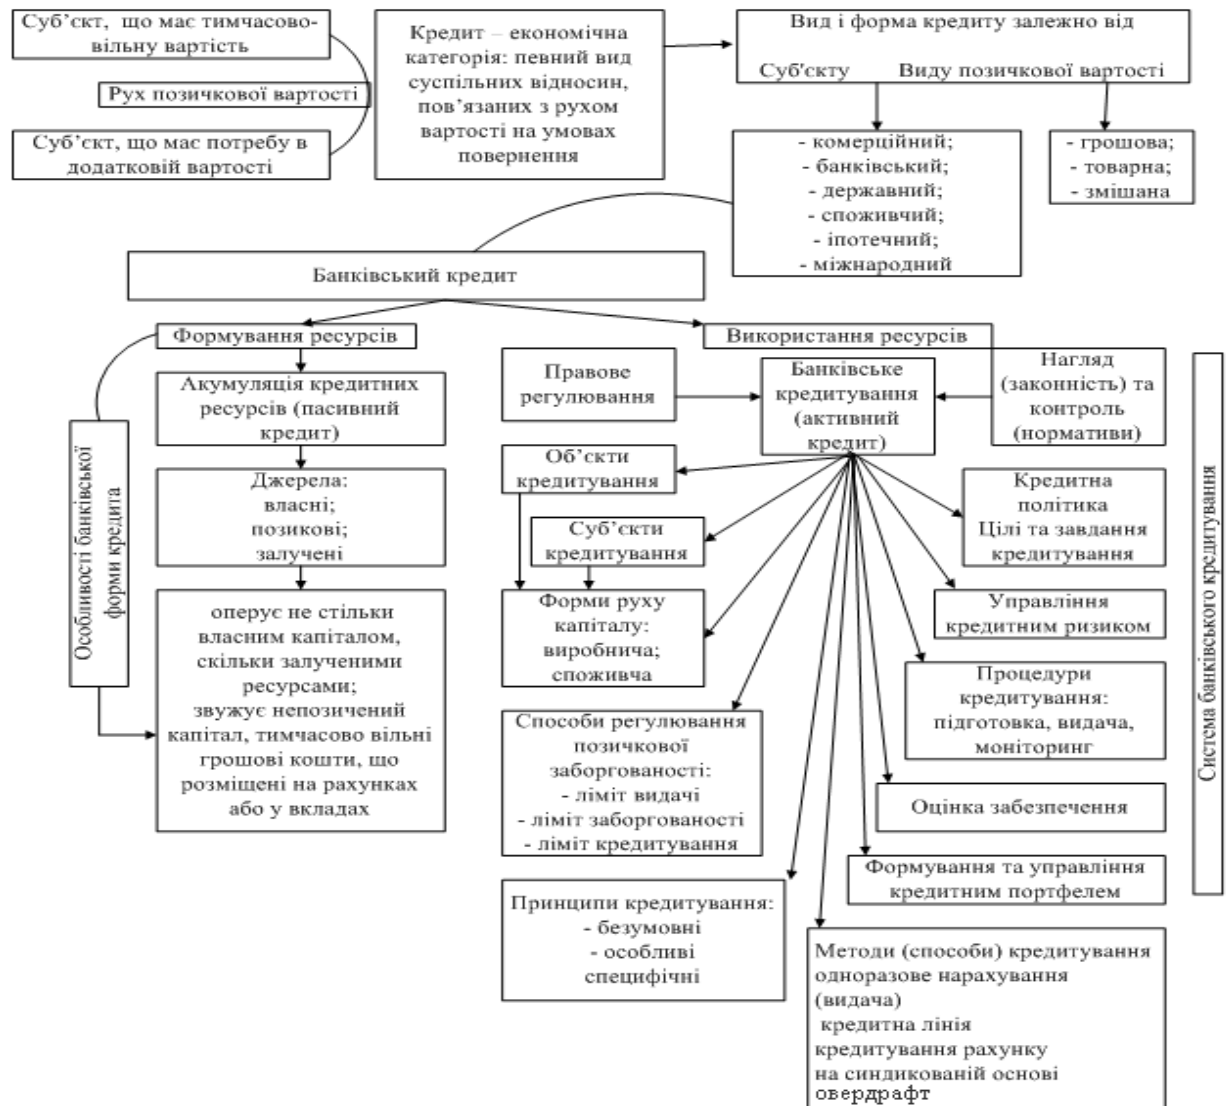 Суб’єкт, що має тимчасово-
вільну вартість
Рух позичкової вартості
Суб’єкт, що має потребу в
додатковій вартості
Кредит – економічна
категорія: певний вид
суспільних відносин,
пов’язаних з рухом
вартості на умовах
повернення
Вид і форма кредиту залежно від
Суб'єкту Виду позичкової вартості
- комерційний;
- банківський;
- державний;
- споживчий;
- іпотечний;
- міжнародний
- грошова;
- товарна;
- змішана
Банківський кредит
Формування ресурсів
Акумуляція кредитних
ресурсів (пасивний
кредит)
Джерела:
власні;
позикові;
залучені
оперує не стільки
власним капіталом,
скільки залученими
ресурсами;
звужує непозичений
капітал, тимчасово вільні
грошові кошти, що
розміщені на рахунках
або у вкладах
Особливості банківської
форми кредита
Використання ресурсів
Правове
регулювання
Банківське
кредитування
(активний
кредит)
Нагляд
(законність) та
контроль
(нормативи)
Об’єкти
кредитування
Суб’єкти
кредитування
Форми руху
капіталу:
виробнича;
споживча
Способи регулювання
позичкової
заборгованості:
- ліміт видачі
- ліміт заборгованості
- ліміт кредитування
Принципи кредитування:
- безумовні
- особливі
специфічні
Кредитна
політика
Цілі та завдання
кредитування
Управління
кредитним ризиком
Процедури
кредитування:
підготовка, видача,
моніторинг
Оцінка забезпечення
Формування та управління
кредитним портфелем
Методи (способи) кредитування
одноразове нарахування
(видача)
кредитна лінія
кредитування рахунку
на синдикованій основі
овердрафт
Система банківського кредитування